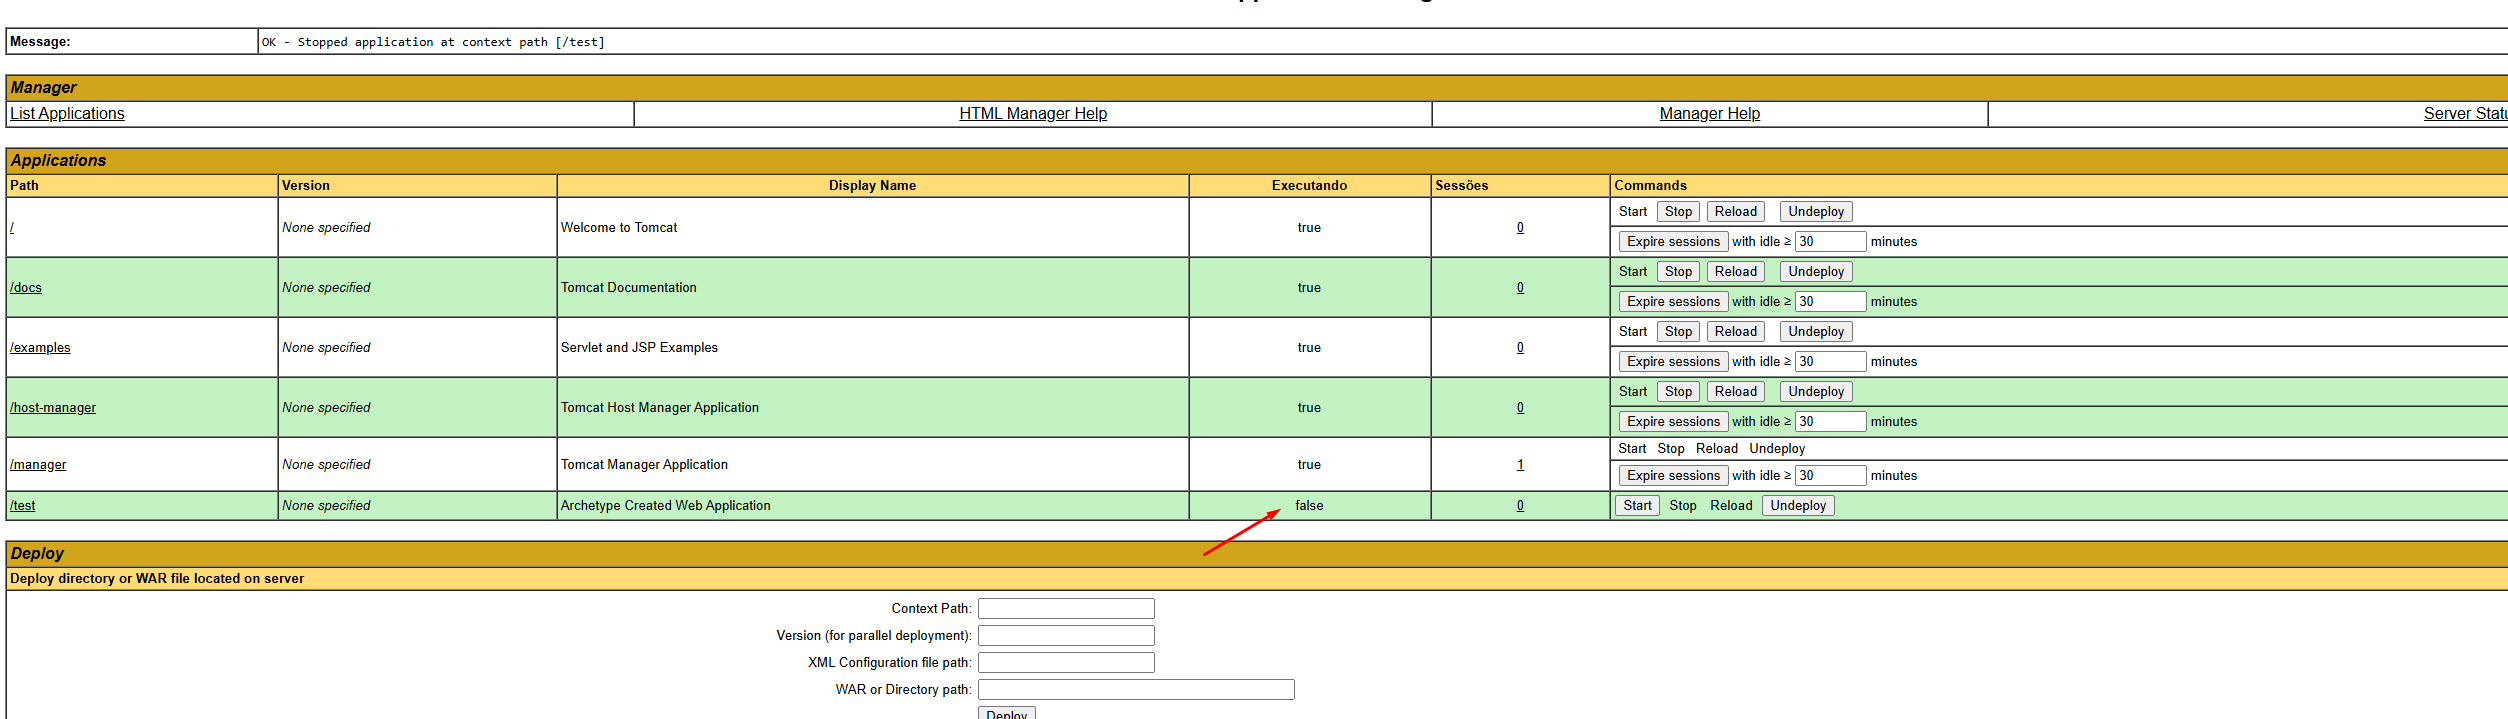 Message: OK - Stopped application at context path [/test]
Manager
List Applications HTML Manager Help Manager Help Server Statu
Applications
Path Version Display Name Executando Sessões Commands
/ None specified Welcome to Tomcat true 0 Start Stop Reload Undeploy
Expire sessions with idle ≥ 30 minutes
/docs None specified Tomcat Documentation true 0 Start Stop Reload Undeploy
Expire sessions with idle ≥ 30 minutes
/examples None specified Servlet and JSP Examples true 0 Start Stop Reload Undeploy
Expire sessions with idle ≥ 30 minutes
/host-manager None specified Tomcat Host Manager Application true 0 Start Stop Reload Undeploy
Expire sessions with idle ≥ 30 minutes
/manager None specified Tomcat Manager Application true 1 Start Stop Reload Undeploy
Expire sessions with idle ≥ 30 minutes
/test None specified Archetype Created Web Application false 0 Start Stop Reload Undeploy
Deploy
Deploy directory or WAR file located on server
Context Path:
Version (for parallel deployment):
XML Configuration file path:
WAR or Directory path:
Deploy